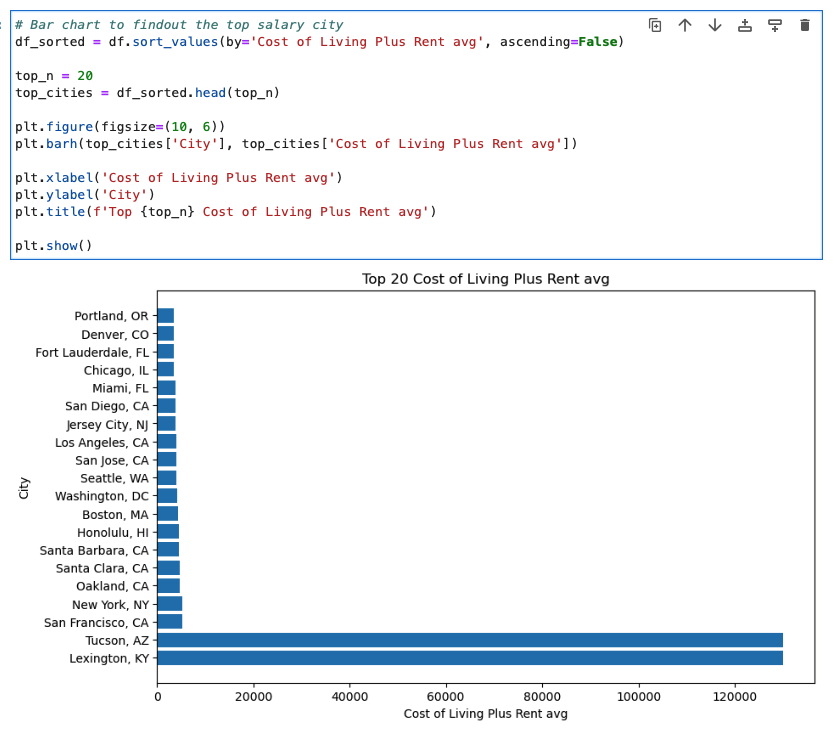 # Bar chart to findout the top salary city
df_sorted = df.sort_values(by='Cost of Living Plus Rent avg', ascending=False)
top_n = 20
top_cities = df_sorted.head(top_n)
plt.figure(figsize=(10, 6))
plt.barh(top_cities['City'], top_cities['Cost of Living Plus Rent avg'])
plt.xlabel('Cost of Living Plus Rent avg')
plt.ylabel('City')
plt.title(f'Top {top_n} Cost of Living Plus Rent avg')
plt.show()
Top 20 Cost of Living Plus Rent avg
Portland, OR
Denver, CO
Fort Lauderdale, FL
Chicago, IL
Miami, FL
San Diego, CA
Jersey City, NJ
Los Angeles, CA
San Jose, CA
Seattle, WA
Washington, DC
Boston, MA
Honolulu, HI
Santa Barbara, CA
Santa Clara, CA
Oakland, CA
New York, NY
San Francisco, CA
Tucson, AZ
Lexington, KY
City
0 20000 40000 60000 80000 100000 120000
Cost of Living Plus Rent avg